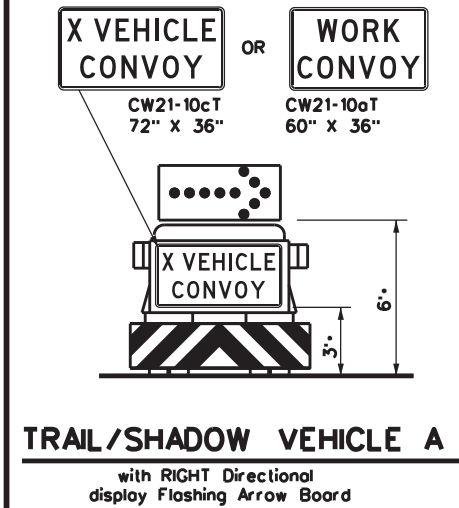 X VEHICLE
CONVOY
OR
WORK
CONVOY
CW21-10cT
72" X 36"
CW21-10aT
60" X 36"
X VEHICLE
CONVOY
6'•
3'•
TRAIL/SHADOW VEHICLE A
with RIGHT Directional
display Flashing Arrow Board